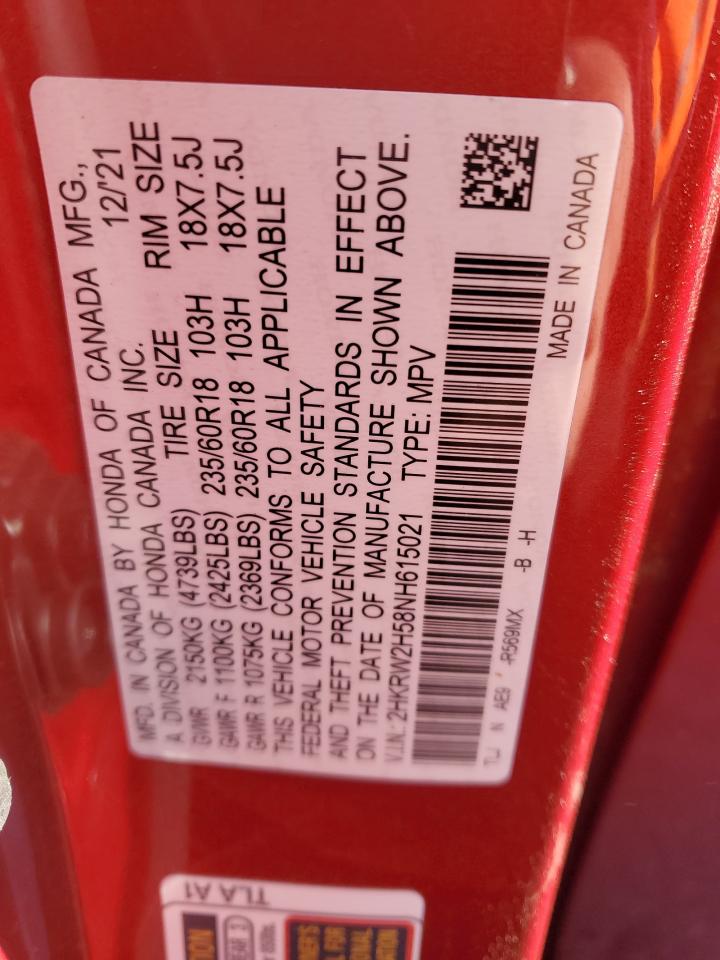 MFD. IN CANADA BY HONDA OF CANADA MFG.,
A DIVISION OF HONDA CANADA INC. 12/'21
GVWR 2150KG (4739LBS) TIRE SIZE RIM SIZE
GAWR F 1100KG (2425LBS) 235/60R18 103H 18X7.5J
GAWR R 1075KG (2369LBS) 235/60R18 103H 18X7.5J
THIS VEHICLE CONFORMS TO ALL APPLICABLE
FEDERAL MOTOR VEHICLE SAFETY
AND THEFT PREVENTION STANDARDS IN EFFECT
ON THE DATE OF MANUFACTURE SHOWN ABOVE.
V.I.N: 2HKRW2H58NH615021 TYPE: MPV
N AE9 -R569MX -B -H
MADE IN CANADA
TLA A1